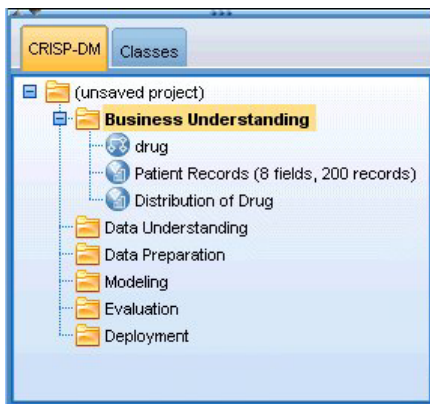 CRISP-DM Classes
(unsaved project)
Business Understanding
drug
Patient Records (8 fields, 200 records)
Distribution of Drug
Data Understanding
Data Preparation
Modeling
Evaluation
Deployment